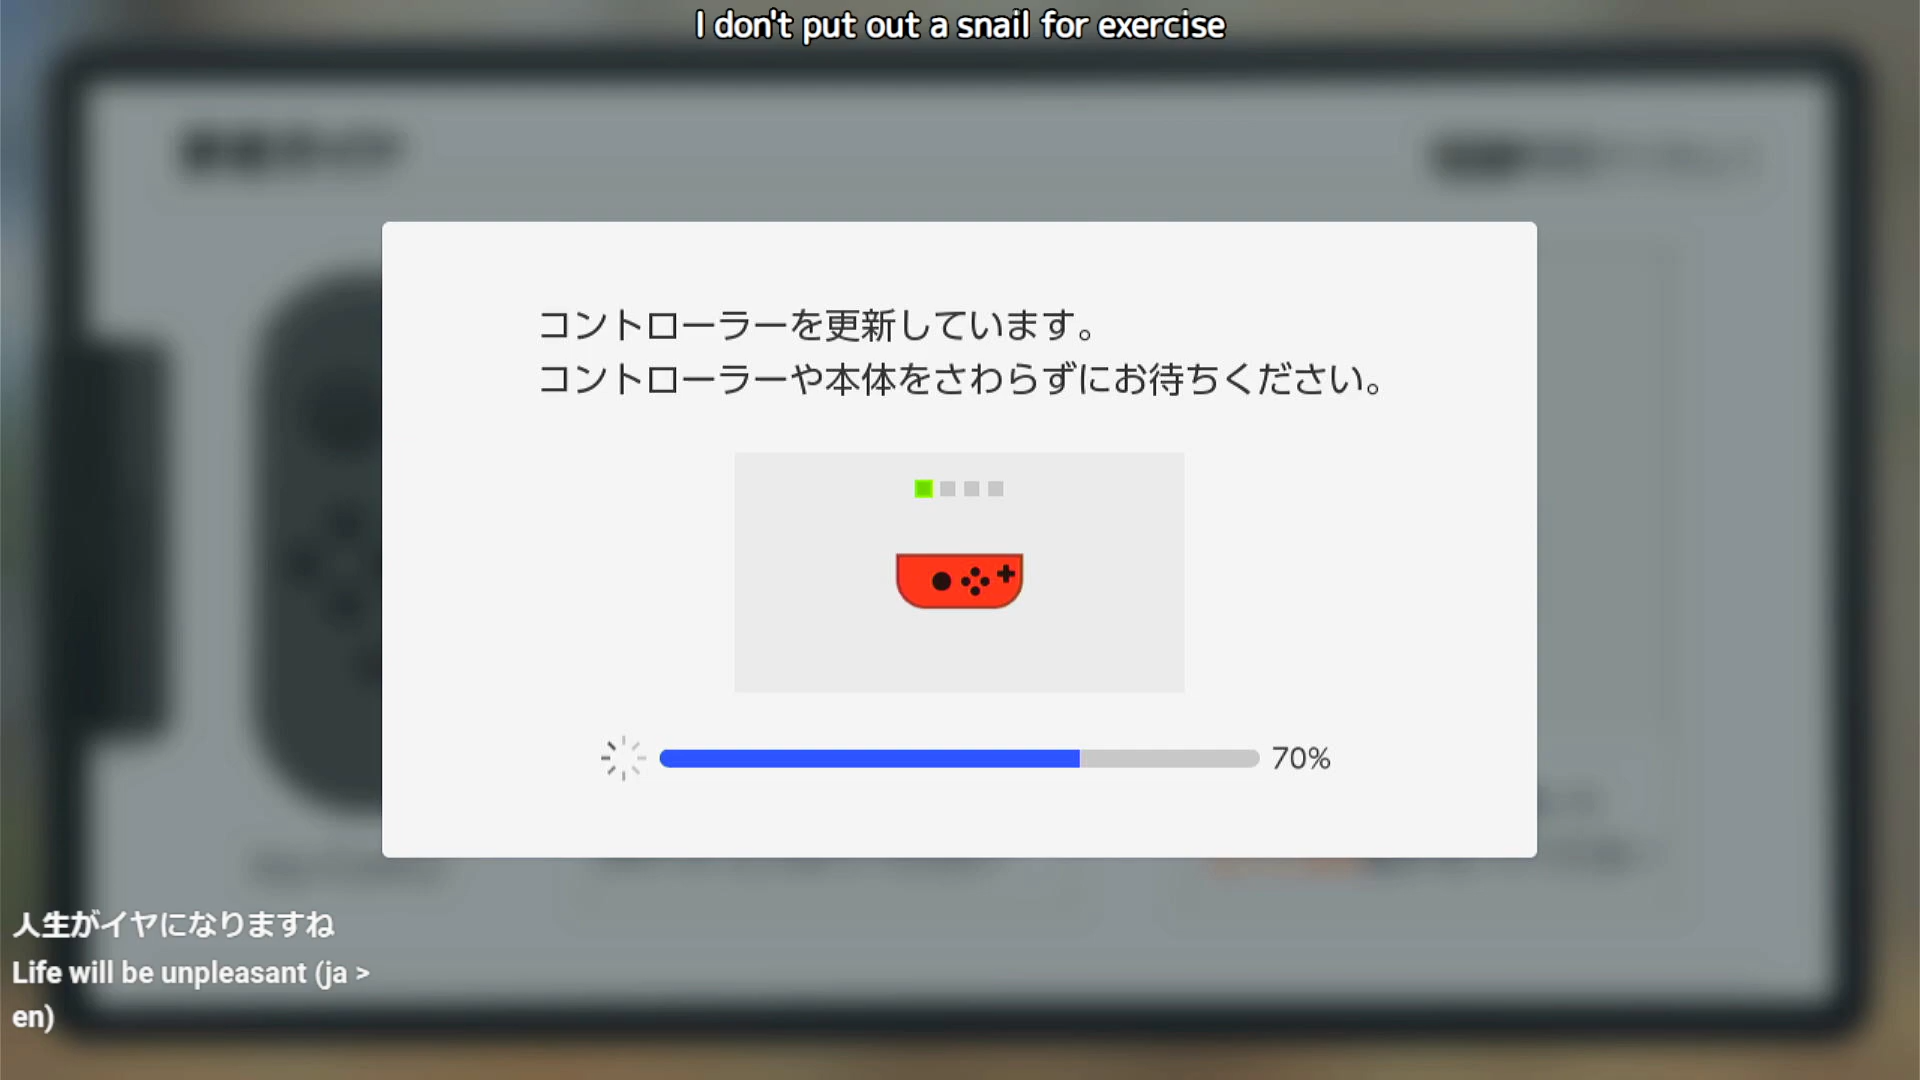 I don't put out a snail for exercise
コントローラーを更新しています。
コントローラーや本体をさわらずにお待ちください。
70%
人生がイヤになりますね
Life will be unpleasant (ja >
en)